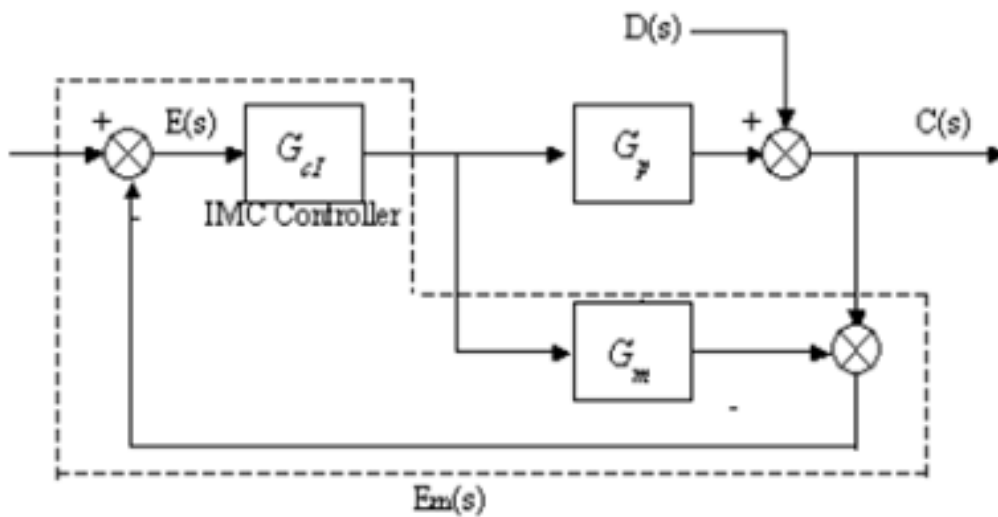 D(s)
+ E(s) + C(s)
G_cI G_p
- IMC Controller
G_m
-
Em(s)